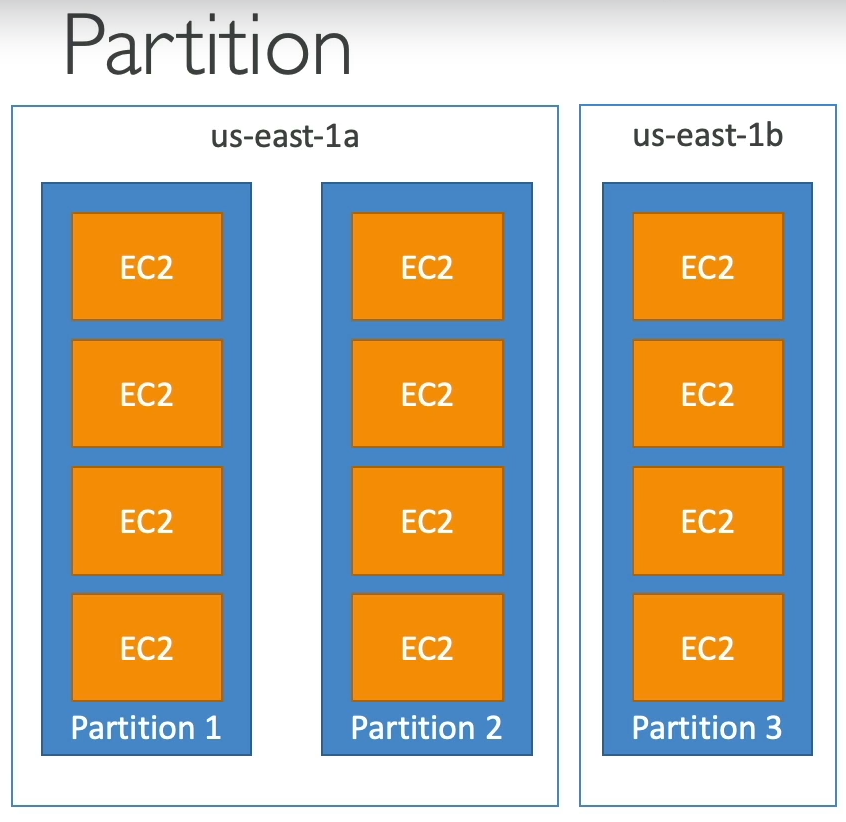 Partition
us-east-1a
EC2
EC2
EC2
EC2
Partition 1
EC2
EC2
EC2
EC2
Partition 2
us-east-1b
EC2
EC2
EC2
EC2
Partition 3